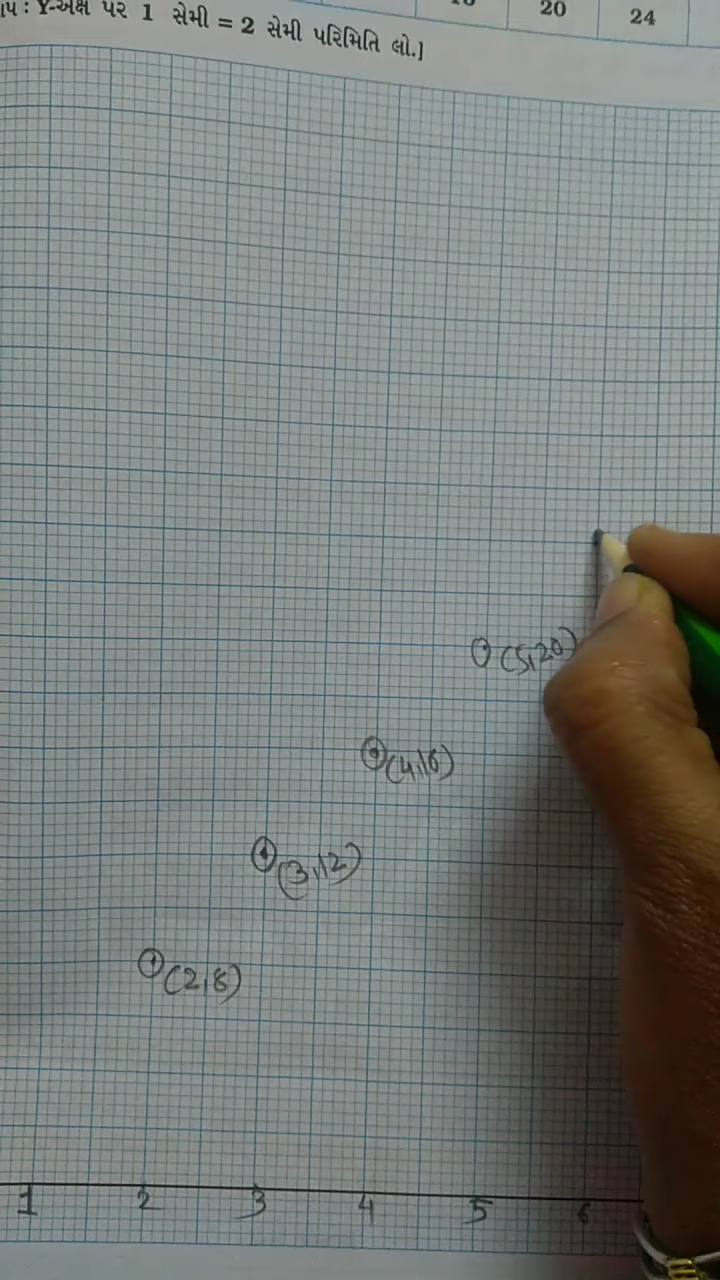 20 24
Y-અક્ષ પર 1 સેમી = 2 સેમી પરિમિતિ લો.]
(5,20)
(4,16)
(3,12)
(2,8)
1 2 3 4 5 6